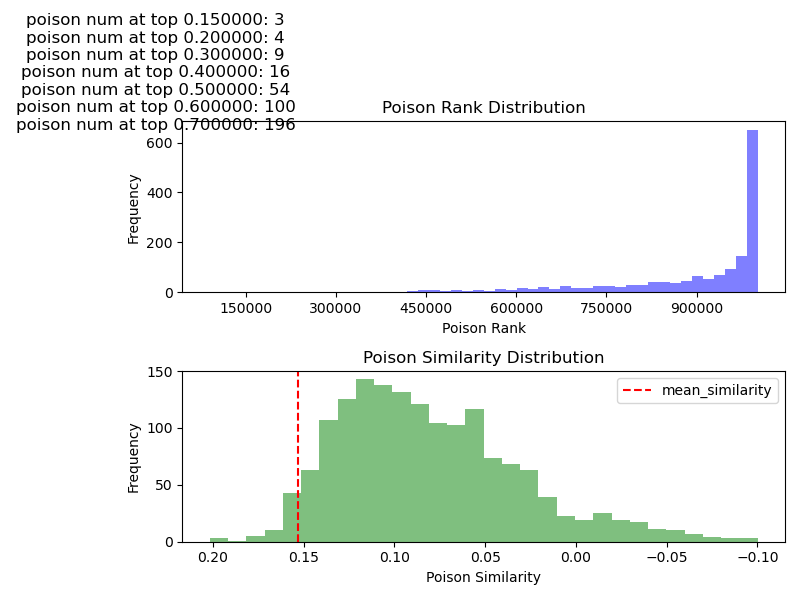 poison num at top 0.150000: 3
poison num at top 0.200000: 4
poison num at top 0.300000: 9
poison num at top 0.400000: 16
poison num at top 0.500000: 54
poison num at top 0.600000: 100
poison num at top 0.700000: 196
Poison Rank Distribution
600
400
200
0
Frequency
150000 300000 450000 600000 750000 900000
Poison Rank
Poison Similarity Distribution
mean_similarity
150
100
50
0
Frequency
0.20 0.15 0.10 0.05 0.00 −0.05 −0.10
Poison Similarity